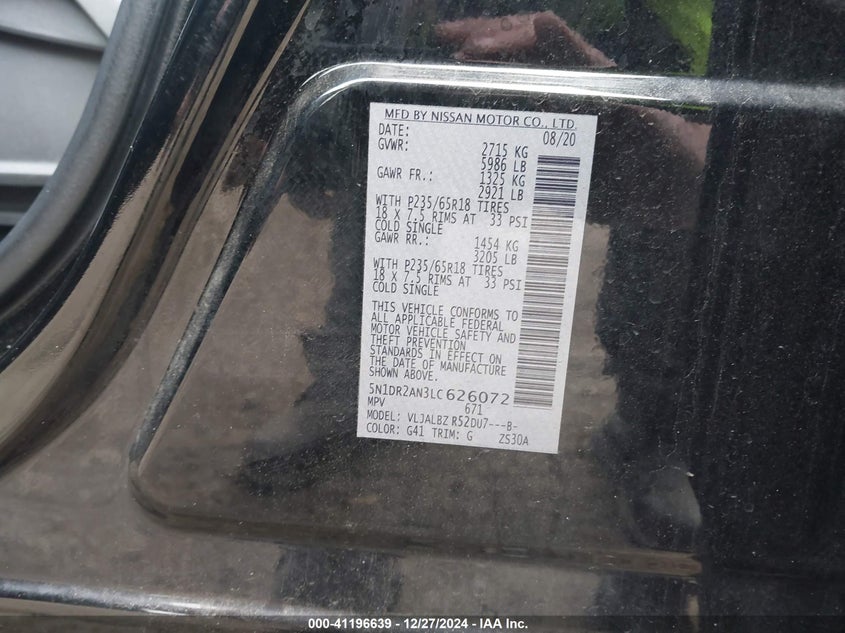 MFD BY NISSAN MOTOR CO., LTD.
DATE: 08/20
GVWR: 2715 KG
5986 LB
GAWR FR.: 1325 KG
2921 LB
WITH P235/65R18 TIRES
18 X 7.5 RIMS AT 33 PSI
COLD SINGLE
GAWR RR.: 1454 KG
3205 LB
WITH P235/65R18 TIRES
18 X 7.5 RIMS AT 33 PSI
COLD SINGLE
THIS VEHICLE CONFORMS TO
ALL APPLICABLE FEDERAL
MOTOR VEHICLE SAFETY AND
THEFT PREVENTION
STANDARDS IN EFFECT ON
THE DATE OF MANUFACTURE
SHOWN ABOVE.
5N1DR2AN3LC626072
MPV 671
MODEL: VLJALBZ R52DU7---B-
COLOR: G41 TRIM: G ZS30A
000-41196639 - 12/27/2024 - IAA Inc.